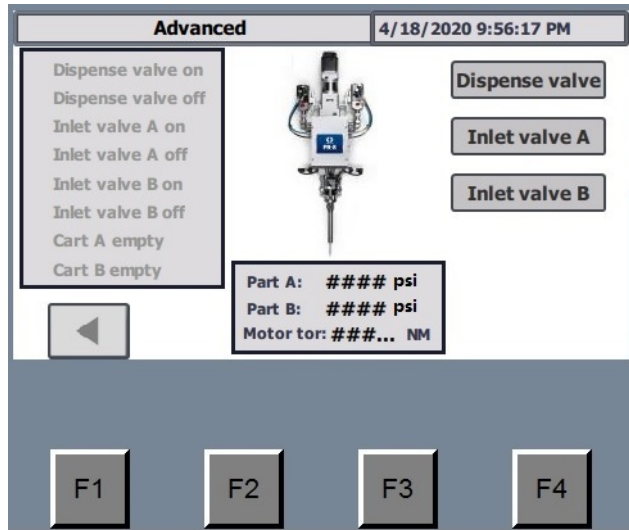 Advanced
4/18/2020 9:56:17 PM
Dispense valve on
Dispense valve off
Inlet valve A on
Inlet valve A off
Inlet valve B on
Inlet valve B off
Cart A empty
Cart B empty
PR-X
Dispense valve
Inlet valve A
Inlet valve B
Part A: #### psi
Part B: #### psi
Motor tor: ###... NM
F1
F2
F3
F4